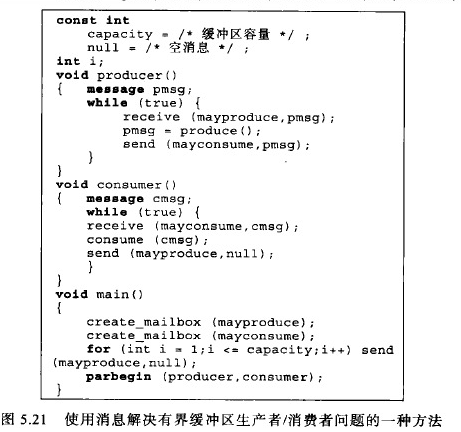 const int
capacity = /* 缓冲区容量 */ ;
null = /* 空消息 */ ;
int i;
void producer()
{ message pmsg;
while (true) {
receive (mayproduce,pmsg);
pmsg = produce();
send (mayconsume,pmsg);
}
}
void consumer()
{ message cmsg;
while (true) {
receive (mayconsume,cmsg);
consume (cmsg);
send (mayproduce,null);
}
}
void main()
{
create_mailbox (mayproduce);
create_mailbox (mayconsume);
for (int i = 1;i <= capacity;i++) send
(mayproduce,null);
parbegin (producer,consumer);
}
图 5.21 使用消息解决有界缓冲区生产者/消费者问题的一种方法